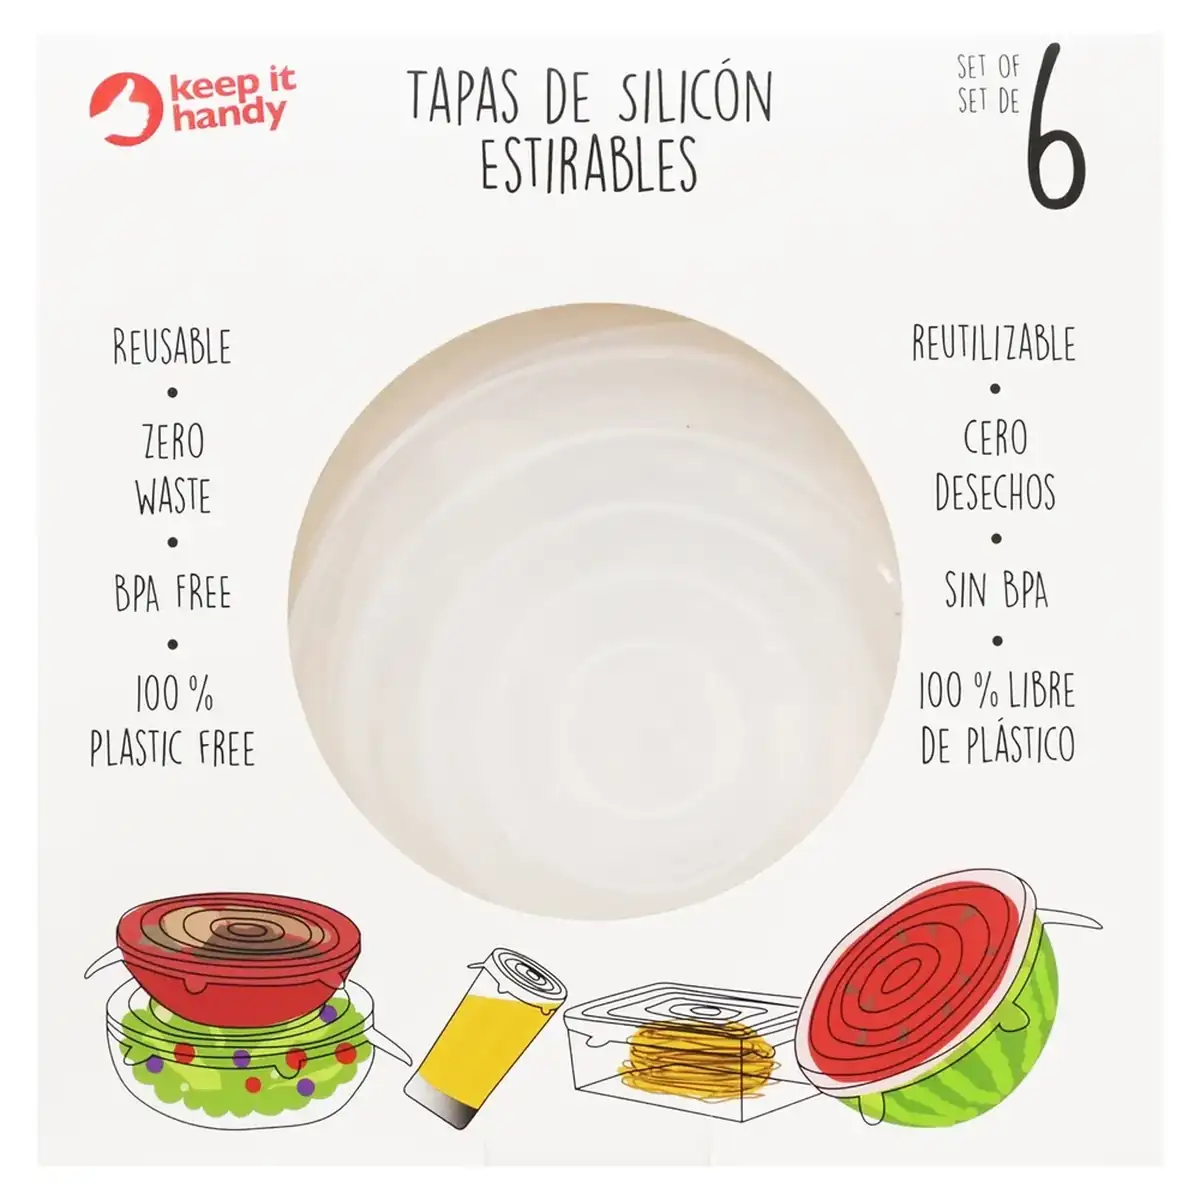 keep it
handy
TAPAS DE SILICÓN
ESTIRABLES
SET OF
SET DE
6
REUSABLE
•
ZERO
WASTE
•
BPA FREE
•
100 %
PLASTIC FREE
REUTILIZABLE
•
CERO
DESECHOS
•
SIN BPA
•
100 % LIBRE
DE PLÁSTICO